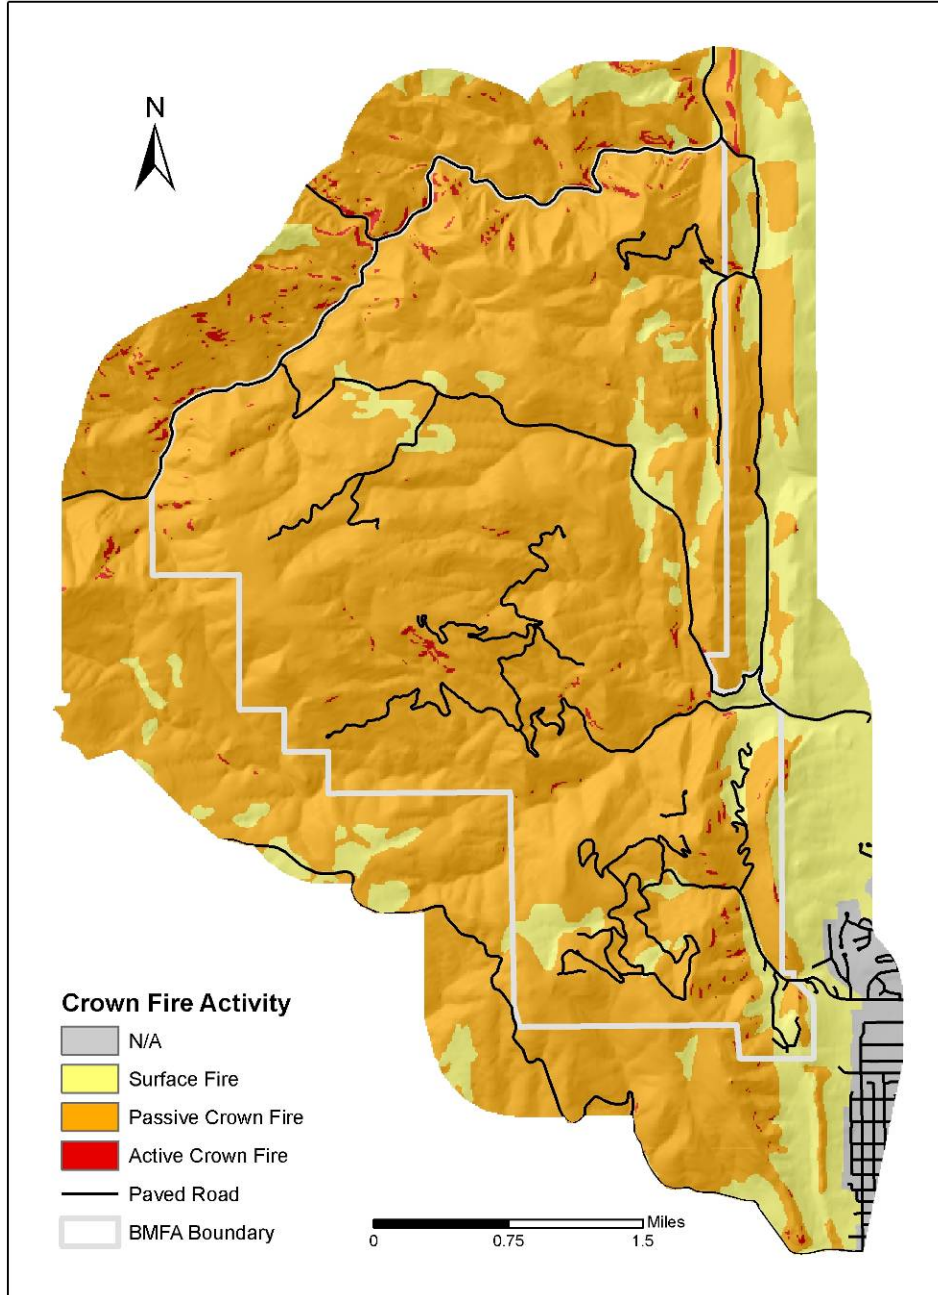 N
Crown Fire Activity
N/A
Surface Fire
Passive Crown Fire
Active Crown Fire
Paved Road
BMFA Boundary
Miles
0 0.75 1.5